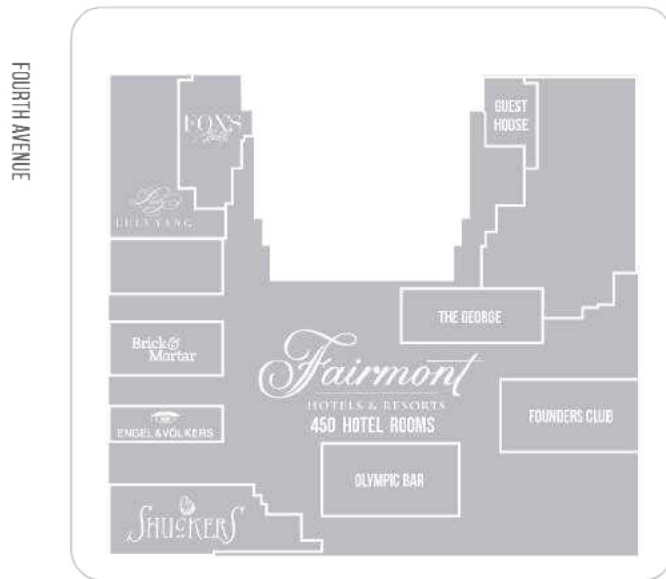 FOURTH AVENUE
FOX'S
GUEST
HOUSE
LULY YANG
THE GEORGE
Brick &
Mortar
Fairmont
HOTELS & RESORTS
450 HOTEL ROOMS
FOUNDERS CLUB
ENGEL & VÖLKERS
OLYMPIC BAR
SHUCKERS